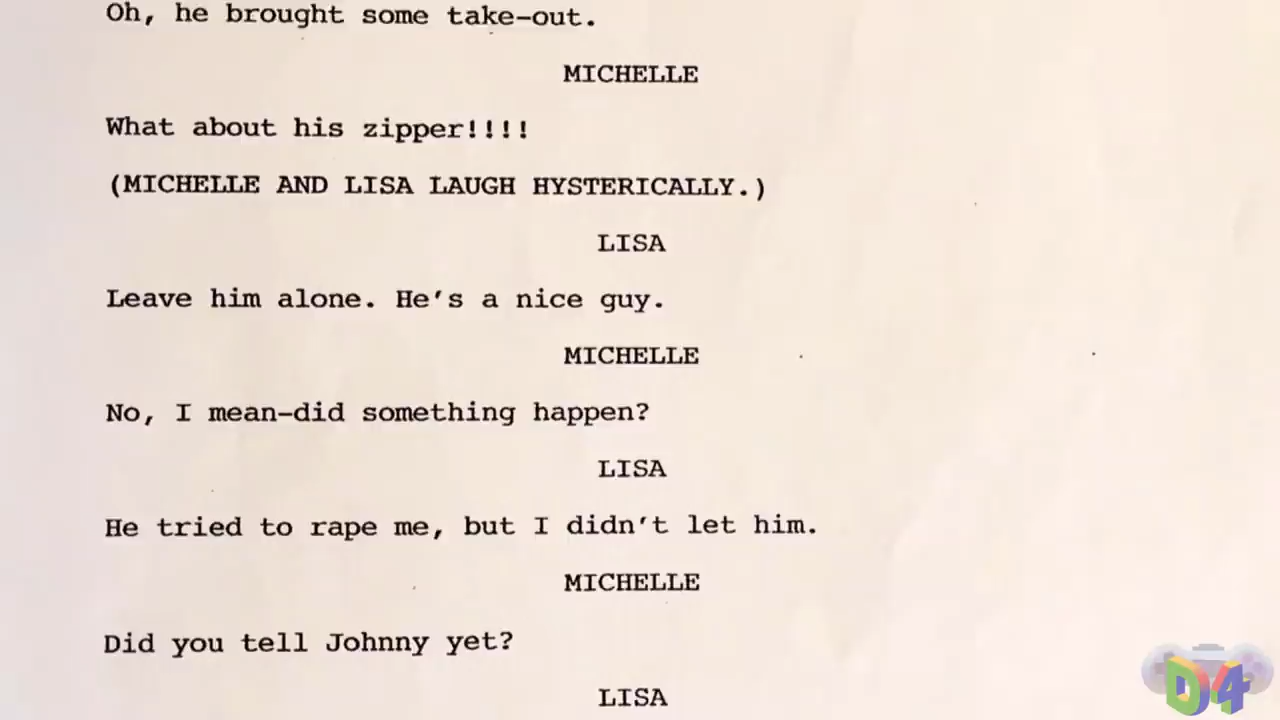 Oh, he brought some take-out.
MICHELLE
What about his zipper!!!!
(MICHELLE AND LISA LAUGH HYSTERICALLY.)
LISA
Leave him alone. He's a nice guy.
MICHELLE
No, I mean-did something happen?
LISA
He tried to rape me, but I didn't let him.
MICHELLE
Did you tell Johnny yet?
LISA
D4